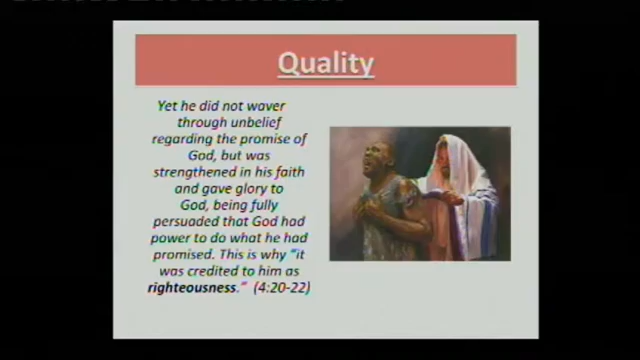 Quality
Yet he did not waver
through unbelief
regarding the promise of
God, but was
strengthened in his faith
and gave glory to
God, being fully
persuaded that God had
power to do what he had
promised. This is why "it
was credited to him as
righteousness." (4:20-22)